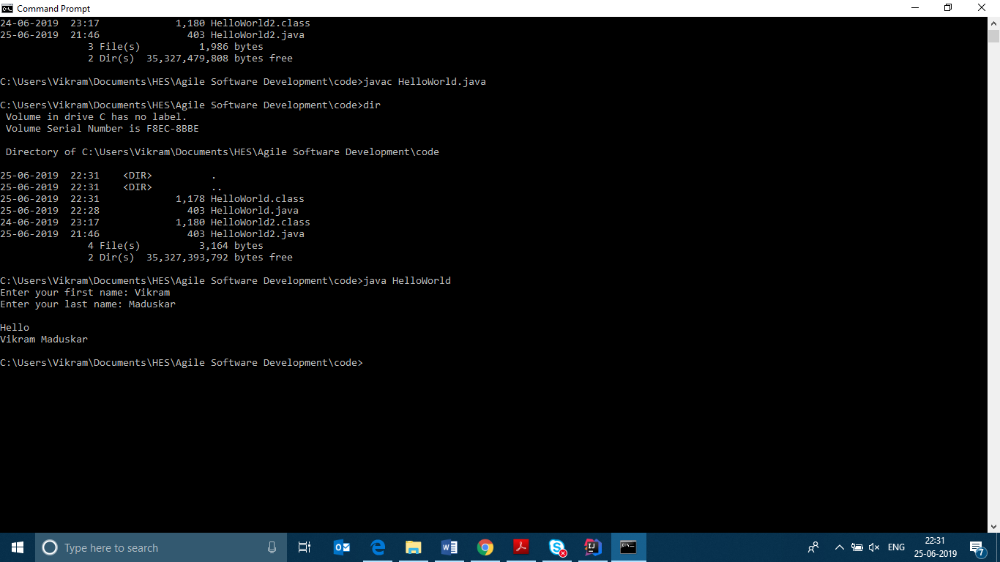 Command Prompt
24-06-2019  23:17             1,180 HelloWorld2.class
25-06-2019  21:46               403 HelloWorld2.java
               3 File(s)          1,986 bytes
               2 Dir(s)  35,327,479,808 bytes free
C:\Users\Vikram\Documents\HES\Agile Software Development\code>javac HelloWorld.java
C:\Users\Vikram\Documents\HES\Agile Software Development\code>dir
 Volume in drive C has no label.
 Volume Serial Number is F8EC-8BBE
 Directory of C:\Users\Vikram\Documents\HES\Agile Software Development\code
25-06-2019  22:31    <DIR>          .
25-06-2019  22:31    <DIR>          ..
25-06-2019  22:31             1,178 HelloWorld.class
25-06-2019  22:28               403 HelloWorld.java
24-06-2019  23:17             1,180 HelloWorld2.class
25-06-2019  21:46               403 HelloWorld2.java
               4 File(s)          3,164 bytes
               2 Dir(s)  35,327,393,792 bytes free
C:\Users\Vikram\Documents\HES\Agile Software Development\code>java HelloWorld
Enter your first name: Vikram
Enter your last name: Maduskar
Hello
Vikram Maduskar
C:\Users\Vikram\Documents\HES\Agile Software Development\code>
Type here to search
ENG
22:31
25-06-2019
7